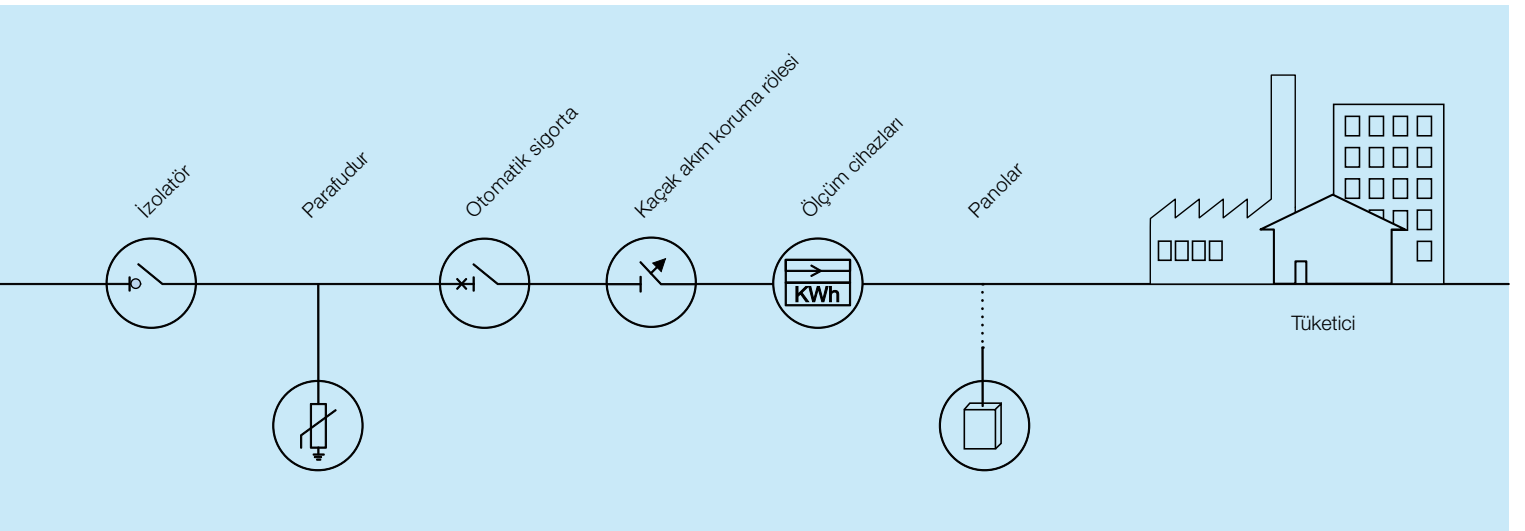 İzolatör
Parafudur
Otomatik sigorta
Kaçak akım koruma rölesi
Ölçüm cihazları
Panolar
KWh
Tüketici